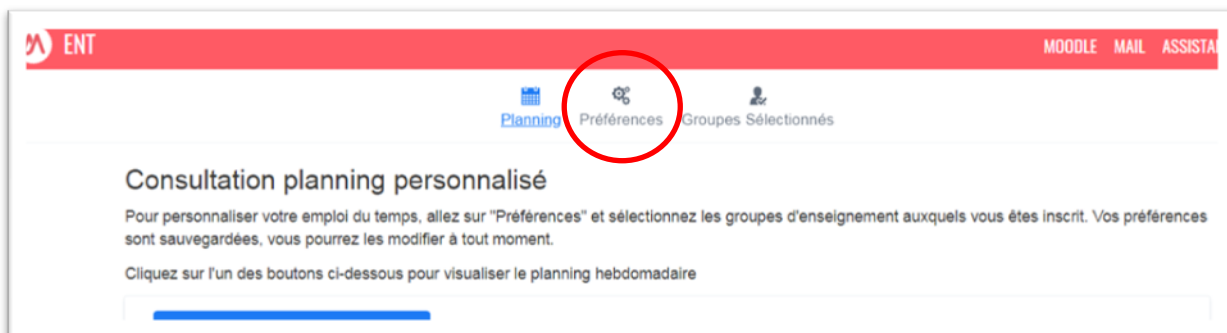 ENT
MOODLE MAIL
Planning Préférences Groupes Sélectionnés
Consultation planning personnalisé
Pour personnaliser votre emploi du temps, allez sur "Préférences" et sélectionnez les groupes d'enseignement auxquels vous êtes inscrit. Vos préférences
sont sauvegardées, vous pourrez les modifier à tout moment.
Cliquez sur l'un des boutons ci-dessous pour visualiser le planning hebdomadaire